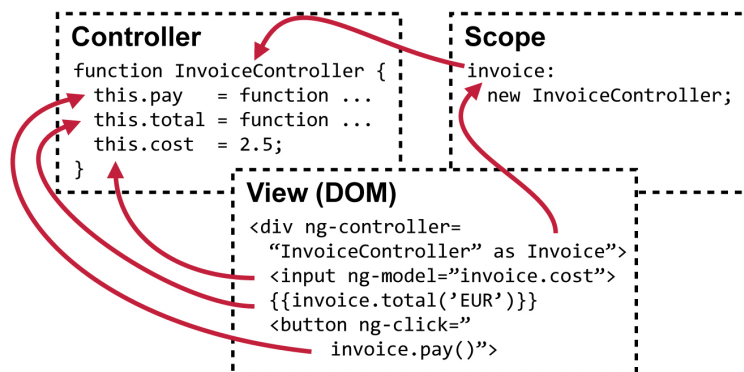 Controller
function InvoiceController {
this.pay = function ...
this.total = function ...
this.cost = 2.5;
}
Scope
invoice:
new InvoiceController;
View (DOM)
<div ng-controller=
“InvoiceController” as Invoice”>
<input ng-model=”invoice.cost”>
{{invoice.total(’EUR’)}}
<button ng-click=”
invoice.pay()”>